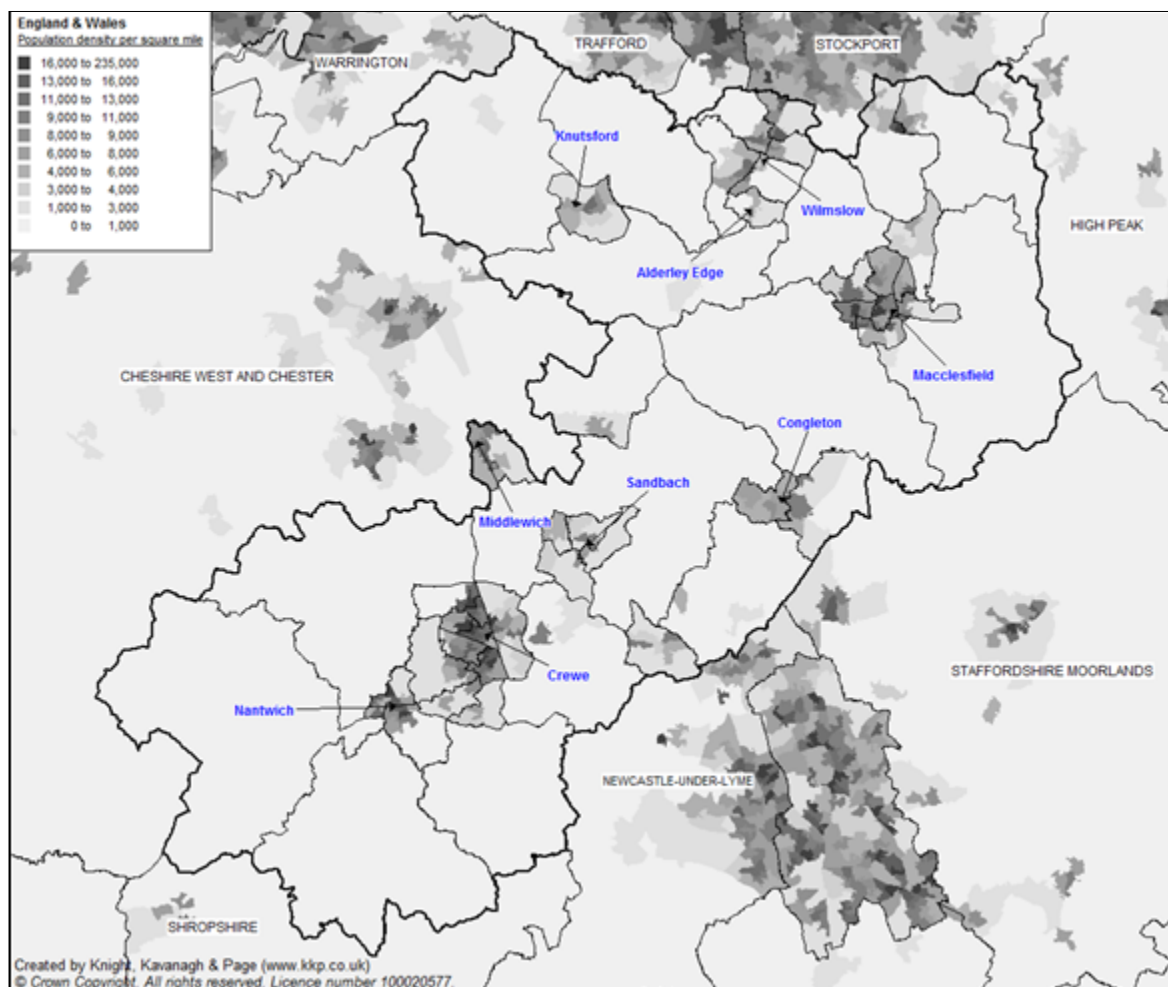 England & Wales
Population density per square mile
16,000 to 235,000
13,000 to 16,000
11,000 to 13,000
9,000 to 11,000
8,000 to 9,000
6,000 to 8,000
4,000 to 6,000
3,000 to 4,000
1,000 to 3,000
0 to 1,000
TRAFFORD
STOCKPORT
WARRINGTON
Knutsford
Wilmslow
HIGH PEAK
Alderley Edge
CHESHIRE WEST AND CHESTER
Macclesfield
Congleton
Sandbach
Middlewich
Crewe
STAFFORDSHIRE MOORLANDS
Nantwich
NEWCASTLE-UNDER-LYME
SHROPSHIRE
Created by Knight, Kavanagh & Page (www.kkp.co.uk)
© Crown Copyright. All rights reserved. Licence number 100020577.